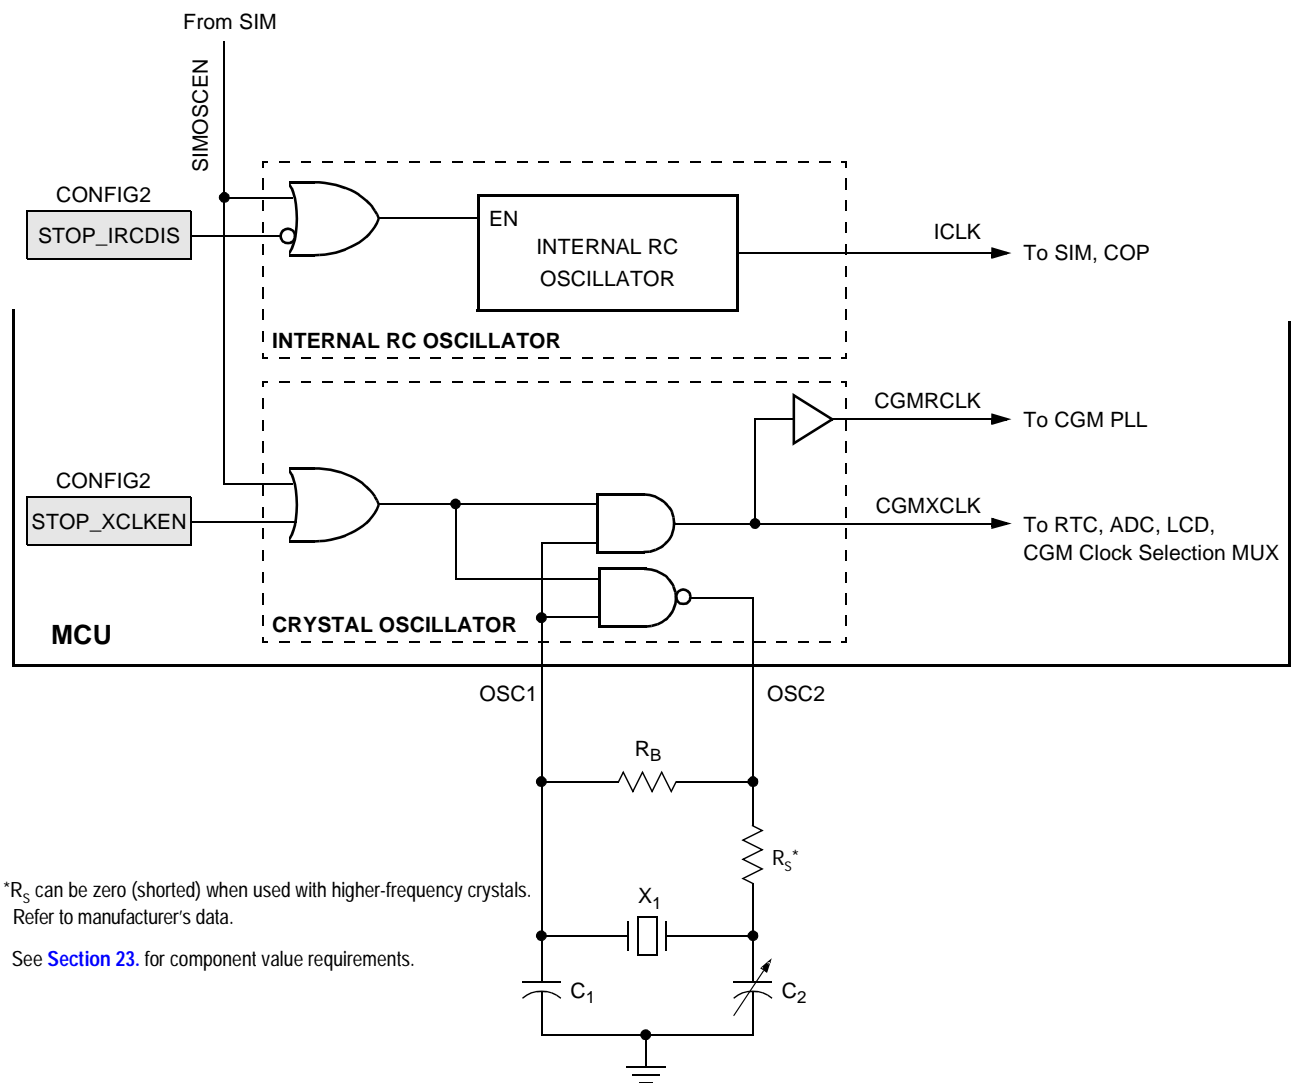 From SIM
SIMOSCEN
CONFIG2
STOP_IRCDIS
EN
INTERNAL RC
OSCILLATOR
ICLK
To SIM, COP
INTERNAL RC OSCILLATOR
CGMRCLK
To CGM PLL
CONFIG2
STOP_XCLKEN
CGMXCLK
To RTC, ADC, LCD,
CGM Clock Selection MUX
CRYSTAL OSCILLATOR
MCU
OSC1
OSC2
RB
RS*
*RS can be zero (shorted) when used with higher-frequency crystals.
Refer to manufacturer's data.
X1
See Section 23. for component value requirements.
C1
C2